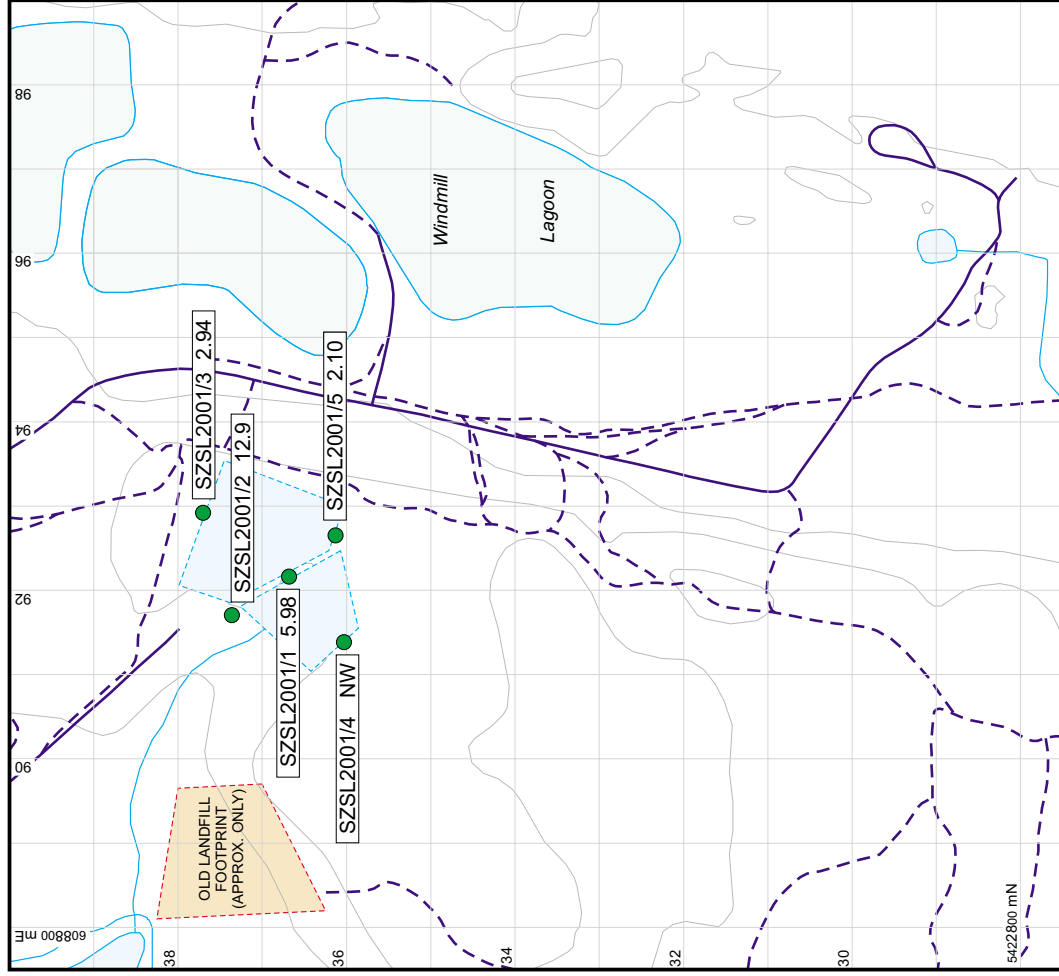 98
96
94
92
90
608800 mE
38
36
34
32
30
5422800 mN
Windmill
Lagoon
SZSL2001/3 2.94
SZSL2001/2 12.9
SZSL2001/5 2.10
SZSL2001/1 5.98
SZSL2001/4 NW
OLD LANDFILL
FOOTPRINT
(APPROX. ONLY)